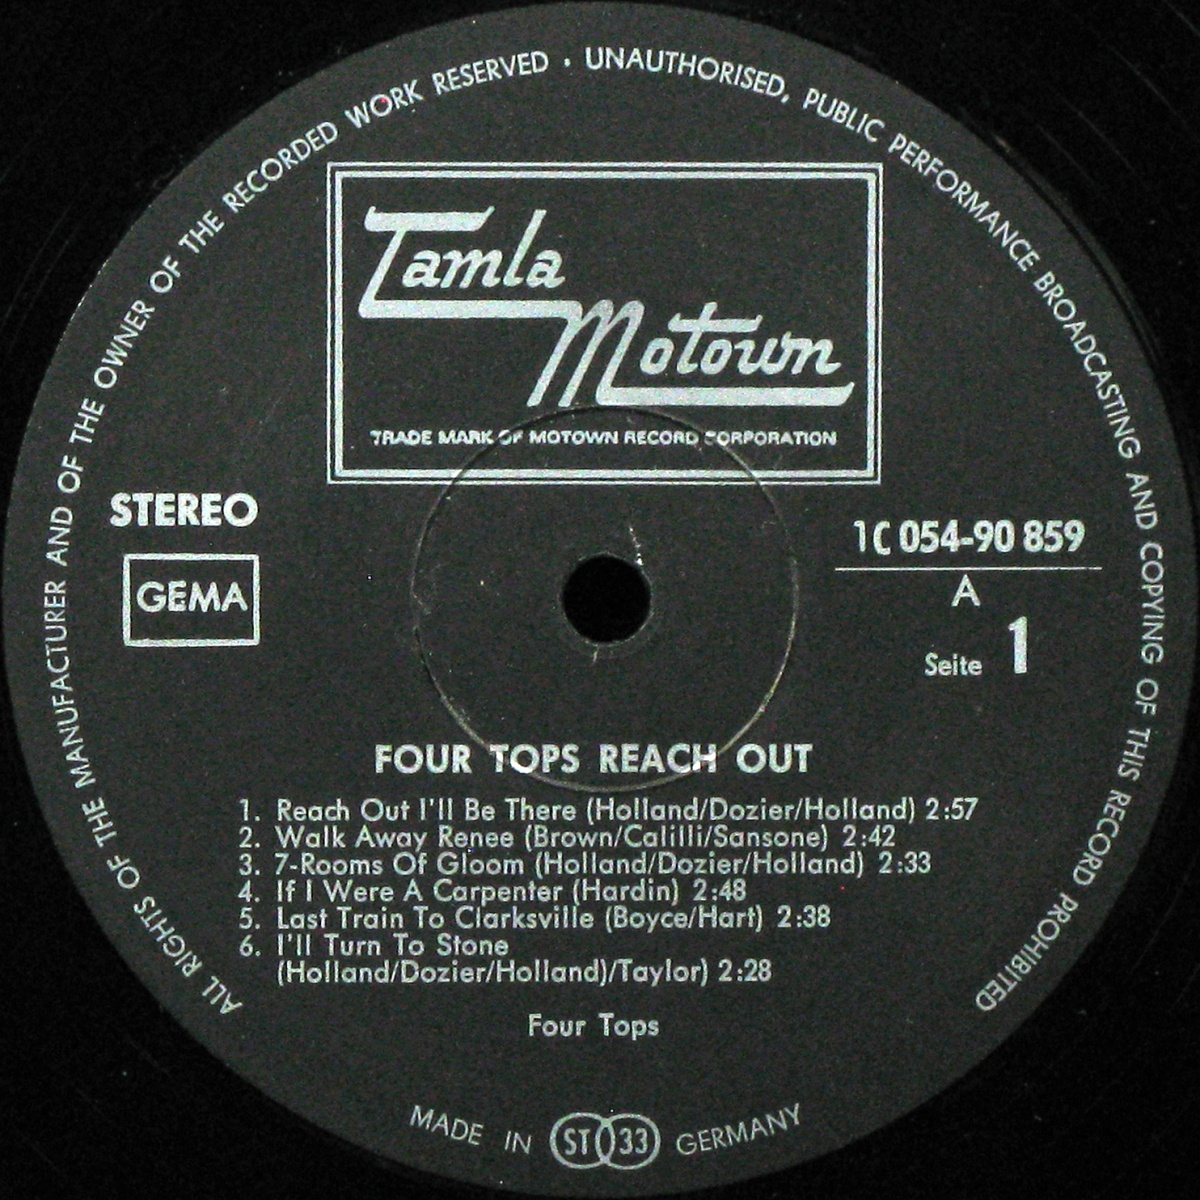 ALL RIGHTS OF THE MANUFACTURER AND OF THE OWNER OF THE RECORDED WORK RESERVED · UNAUTHORISED, PUBLIC PERFORMANCE BROADCASTING AND COPYING OF THIS RECORD PROHIBITED
Tamla
Motown
TRADE MARK OF MOTOWN RECORD CORPORATION
STEREO
GEMA
1C 054-90 859
A
Seite 1
FOUR TOPS REACH OUT
1. Reach Out I'll Be There (Holland/Dozier/Holland) 2:57
2. Walk Away Renee (Brown/Calilli/Sansone) 2:42
3. 7-Rooms Of Gloom (Holland/Dozier/Holland) 2:33
4. If I Were A Carpenter (Hardin) 2:48
5. Last Train To Clarksville (Boyce/Hart) 2:38
6. I'll Turn To Stone
(Holland/Dozier/Holland)/Taylor) 2:28
Four Tops
MADE IN ST 33 GERMANY